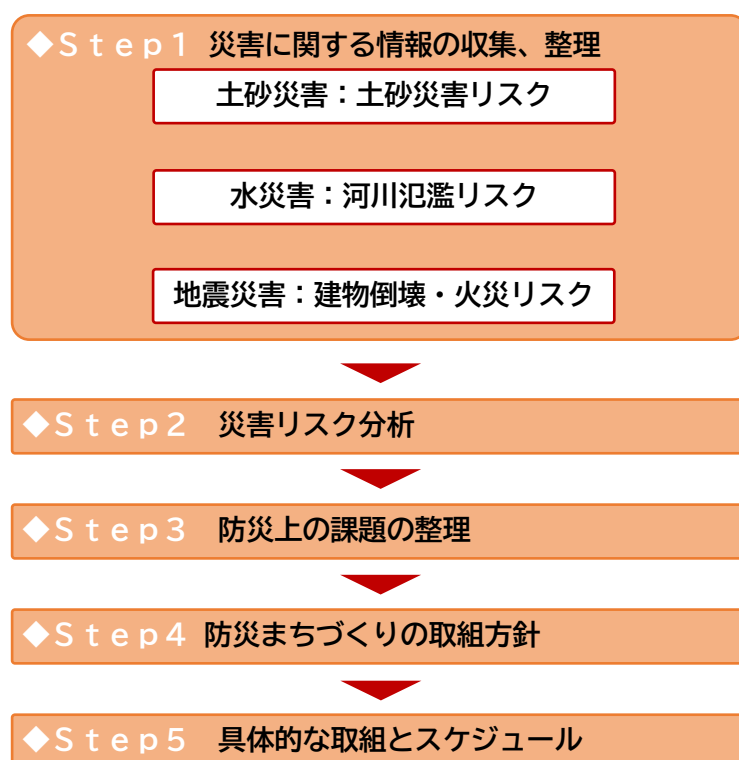 ◆Ｓｔｅｐ１ 災害に関する情報の収集、整理
土砂災害：土砂災害リスク
水災害：河川氾濫リスク
地震災害：建物倒壊・火災リスク
◆Ｓｔｅｐ２ 災害リスク分析
◆Ｓｔｅｐ３ 防災上の課題の整理
◆Ｓｔｅｐ４ 防災まちづくりの取組方針
◆Ｓｔｅｐ５ 具体的な取組とスケジュール